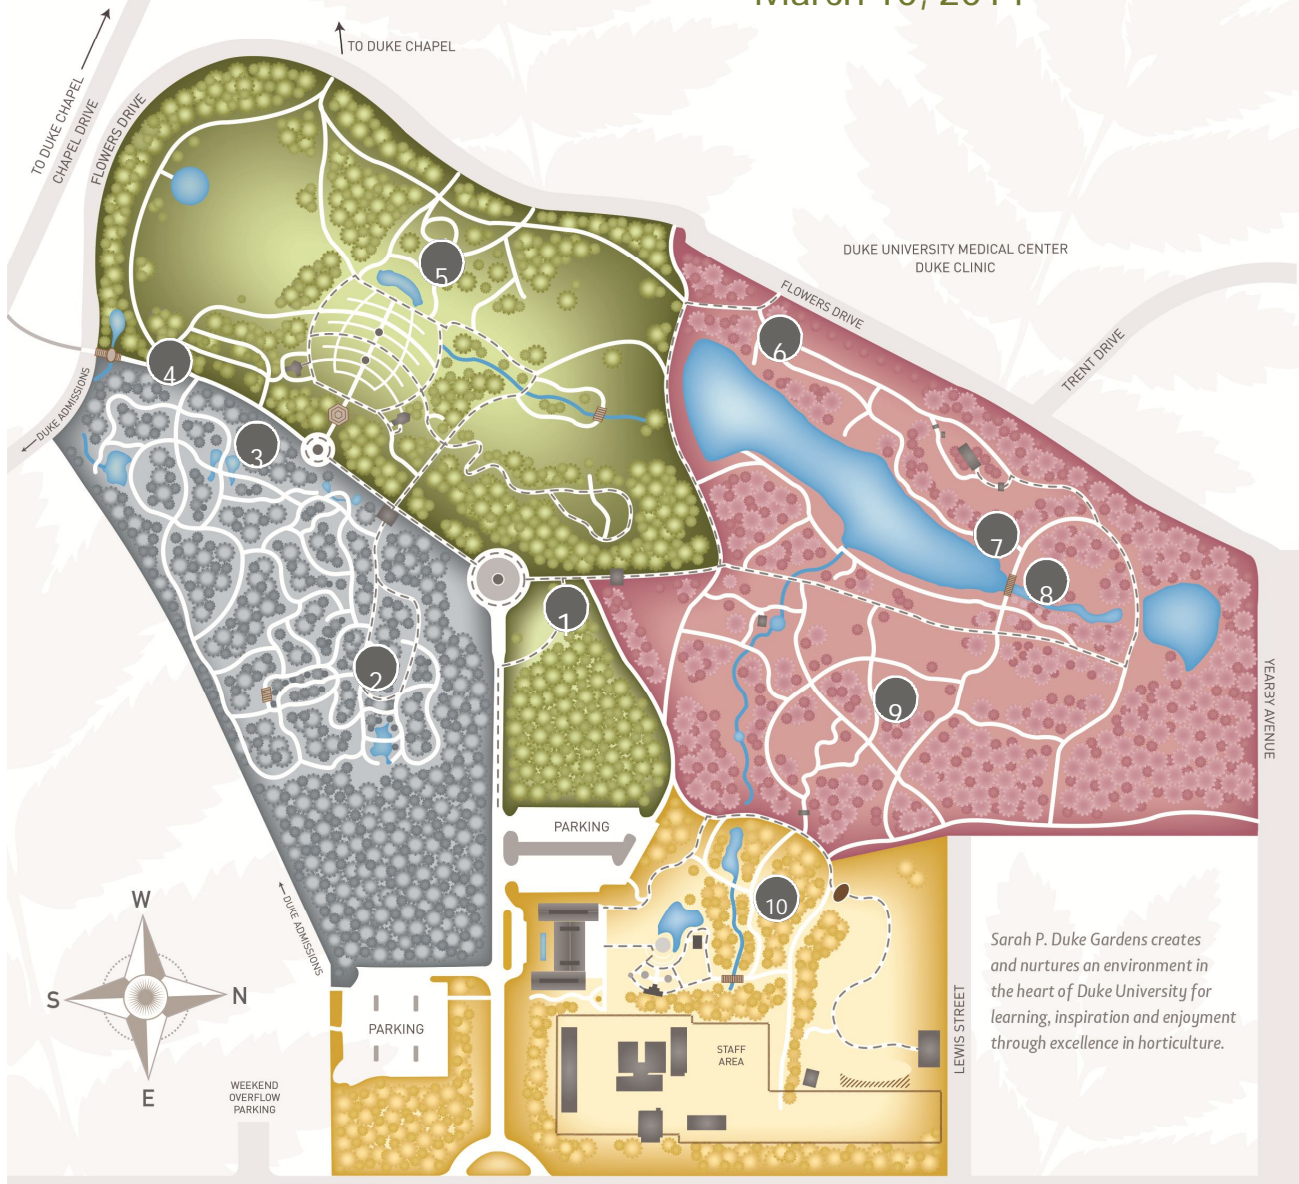 March 10, 2011
TO DUKE CHAPEL
TO DUKE CHAPEL
CHAPEL DRIVE
FLOWERS DRIVE
5
DUKE UNIVERSITY MEDICAL CENTER
DUKE CLINIC
FLOWERS DRIVE
6
TRENT DRIVE
4
DUKE ADMISSIONS
3
7
8
1
2
9
YEARBY AVENUE
PARKING
10
W
S
N
E
DUKE ADMISSIONS
PARKING
WEEKEND
OVERFLOW
PARKING
STAFF
AREA
LEWIS STREET
Sarah P. Duke Gardens creates
and nurtures an environment in
the heart of Duke University for
learning, inspiration and enjoyment
through excellence in horticulture.